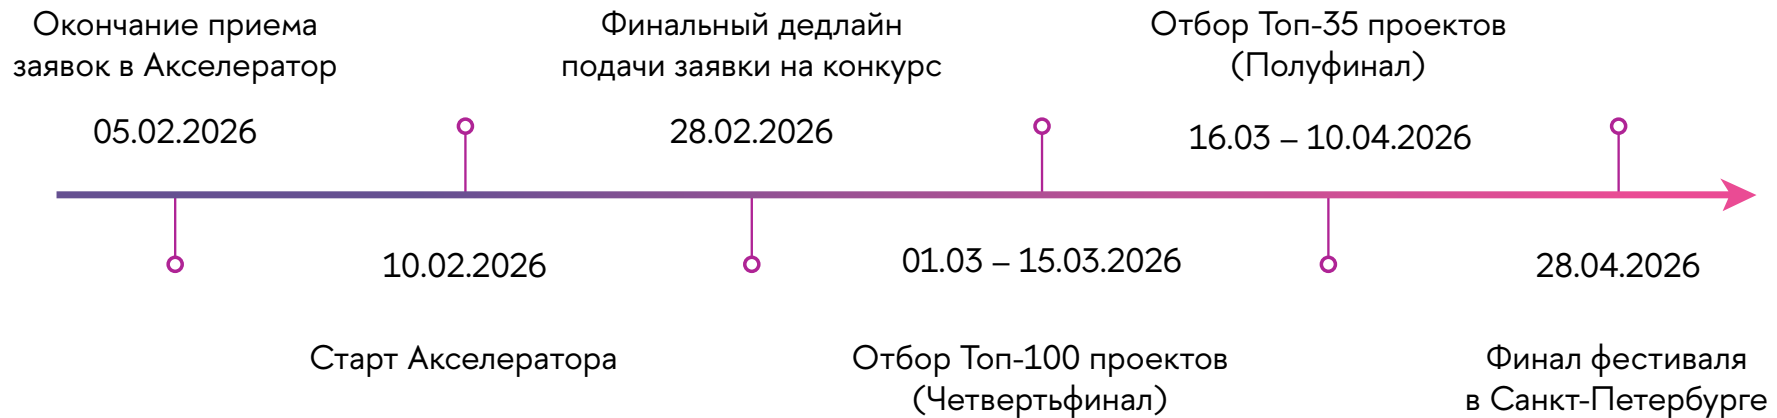 Окончание приема
заявок в Акселератор
05.02.2026
10.02.2026
Старт Акселератора
Финальный дедлайн
подачи заявки на конкурс
28.02.2026
01.03 – 15.03.2026
Отбор Топ-100 проектов
(Четвертьфинал)
Отбор Топ-35 проектов
(Полуфинал)
16.03 – 10.04.2026
28.04.2026
Финал фестиваля
в Санкт-Петербурге